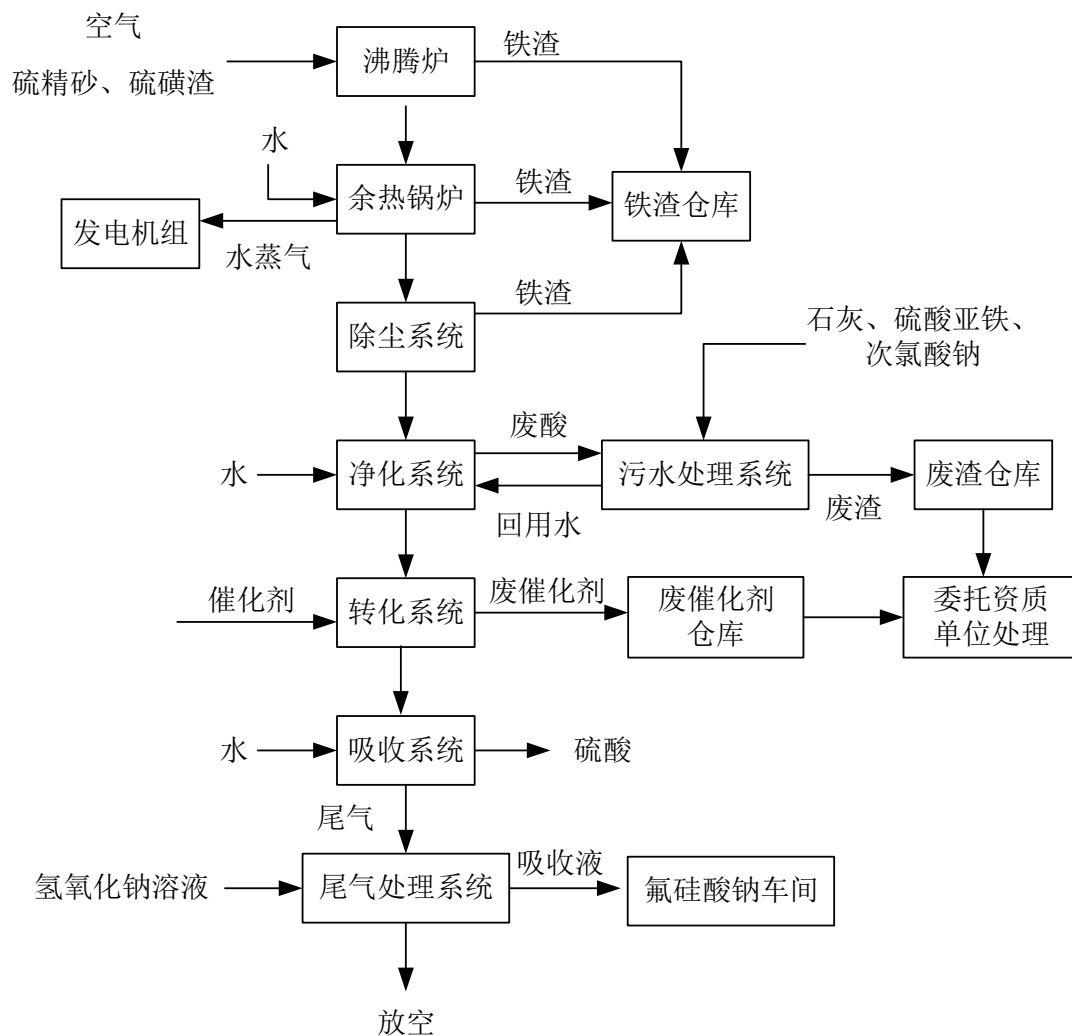 空气
硫精砂、硫磺渣
沸腾炉
铁渣
水
余热锅炉
铁渣
铁渣仓库
发电机组
水蒸气
铁渣
除尘系统
石灰、硫酸亚铁、
次氯酸钠
水
净化系统
废酸
回用水
污水处理系统
废渣
废渣仓库
催化剂
转化系统
废催化剂
废催化剂
仓库
委托资质
单位处理
水
吸收系统
硫酸
尾气
氢氧化钠溶液
尾气处理系统
吸收液
氟硅酸钠车间
放空